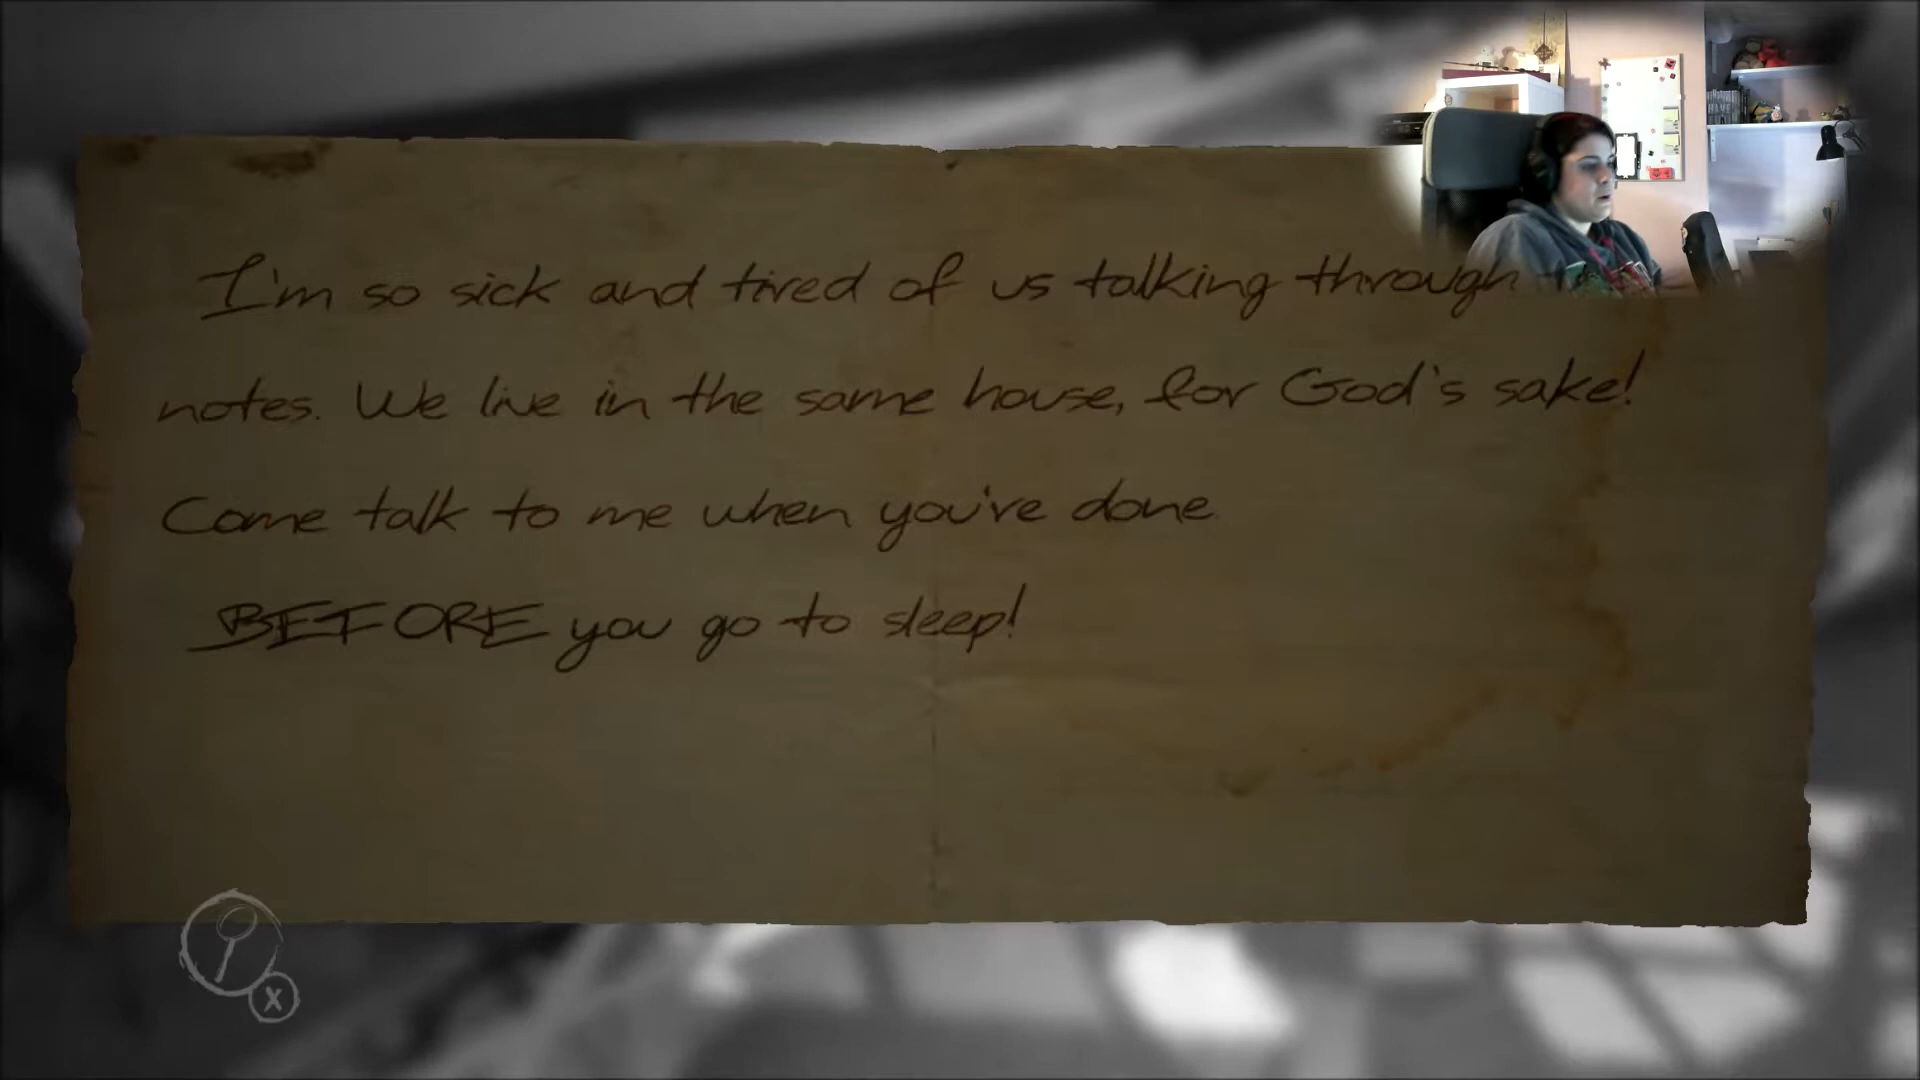 I'm so sick and tired of us talking through
notes. We live in the same house, for God's sake!
Come talk to me when you've done
BEFORE you go to sleep!
X